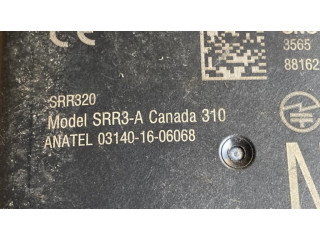 3565
88162
SRR320
Model SRR3-A Canada 310
ANATEL 03140-16-06068